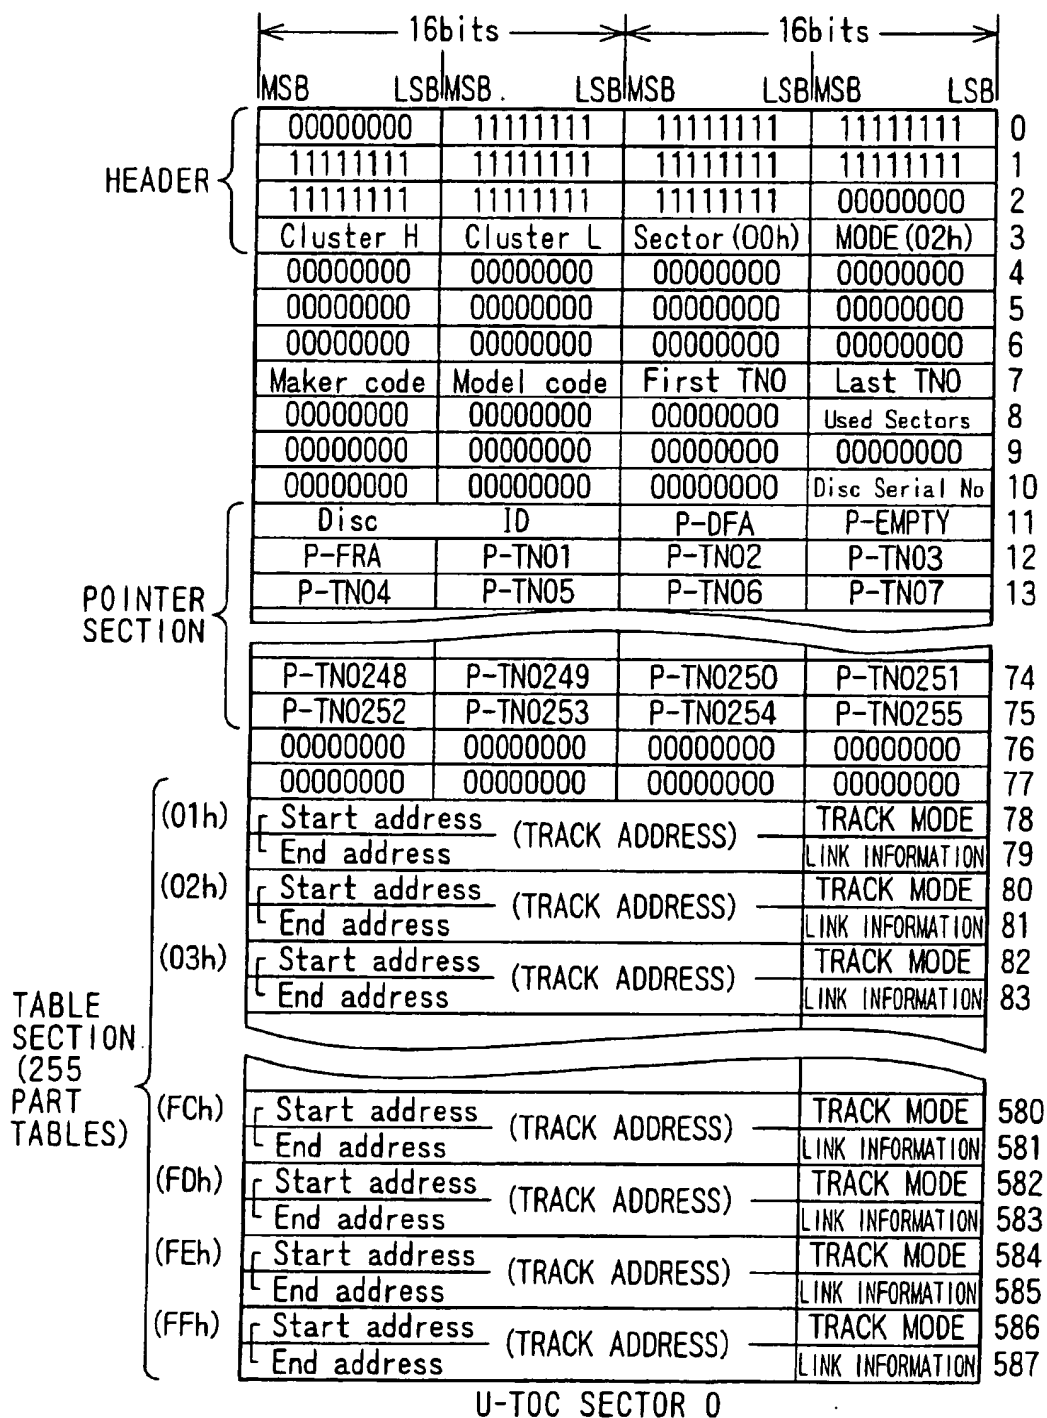 16bits 16bits
MSB LSB MSB LSB MSB LSB MSB LSB
HEADER
00000000 11111111 11111111 11111111 0
11111111 11111111 11111111 11111111 1
11111111 11111111 11111111 00000000 2
Cluster H Cluster L Sector (00h) MODE (02h) 3
00000000 00000000 00000000 00000000 4
00000000 00000000 00000000 00000000 5
00000000 00000000 00000000 00000000 6
Maker code Model code First TNO Last TNO 7
00000000 00000000 00000000 Used Sectors 8
00000000 00000000 00000000 00000000 9
00000000 00000000 00000000 Disc Serial No 10
POINTER
SECTION
Disc ID P-DFA P-EMPTY 11
P-FRA P-TNO1 P-TNO2 P-TNO3 12
P-TNO4 P-TNO5 P-TNO6 P-TNO7 13
P-TNO248 P-TNO249 P-TNO250 P-TNO251 74
P-TNO252 P-TNO253 P-TNO254 P-TNO255 75
00000000 00000000 00000000 00000000 76
00000000 00000000 00000000 00000000 77
TABLE
SECTION
(255
PART
TABLES)
(01h) Start address (TRACK ADDRESS) TRACK MODE 78
End address LINK INFORMATION 79
(02h) Start address (TRACK ADDRESS) TRACK MODE 80
End address LINK INFORMATION 81
(03h) Start address (TRACK ADDRESS) TRACK MODE 82
End address LINK INFORMATION 83
(FCh) Start address (TRACK ADDRESS) TRACK MODE 580
End address LINK INFORMATION 581
(FDh) Start address (TRACK ADDRESS) TRACK MODE 582
End address LINK INFORMATION 583
(FEh) Start address (TRACK ADDRESS) TRACK MODE 584
End address LINK INFORMATION 585
(FFh) Start address (TRACK ADDRESS) TRACK MODE 586
End address LINK INFORMATION 587
U-TOC SECTOR 0